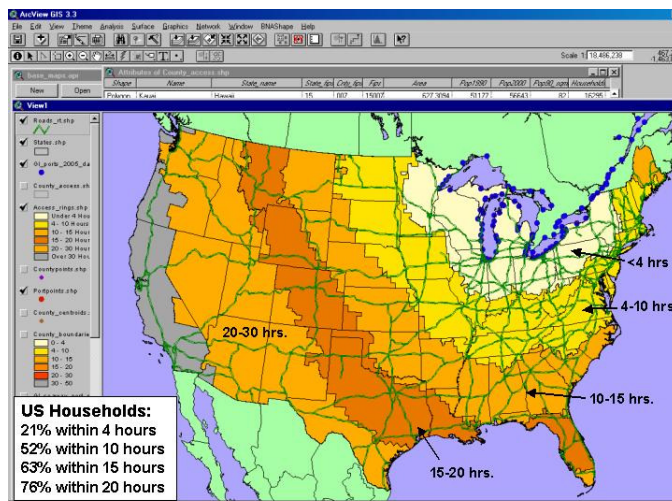 ArcView GIS 3.3
File Edit View Theme Analysis Surface Graphics Network Window BNAShape Help
Scale 1: 18,486,238
base_maps.apr
Attributes of County_access.shp
New Open
Shape Name State_name State_fips Cnty_fips Fips Area Pop1990 Pop2000 Pop90_sqmi Households
Polygon Kauai Hawaii 15 007 15007 627.3094 51177 56643 82 16295
View1
Roads_rt.shp
States.shp
Gl_ports_2005_da
County_access.sh
Access_rings.shp
Under 4 Hou
4 - 10 Hours
10 - 15 Hours
15 - 20 Hours
20 - 30 Hours
Over 30 Hour
Countypoints.shp
Portpoints.shp
County_centroids.s
County_boundarie
0 - 4
4 - 10
10 - 15
15 - 20
20 - 30
30 - 50
<4 hrs
4-10 hrs.
20-30 hrs.
10-15 hrs.
15-20 hrs.
US Households:
21% within 4 hours
52% within 10 hours
63% within 15 hours
76% within 20 hours